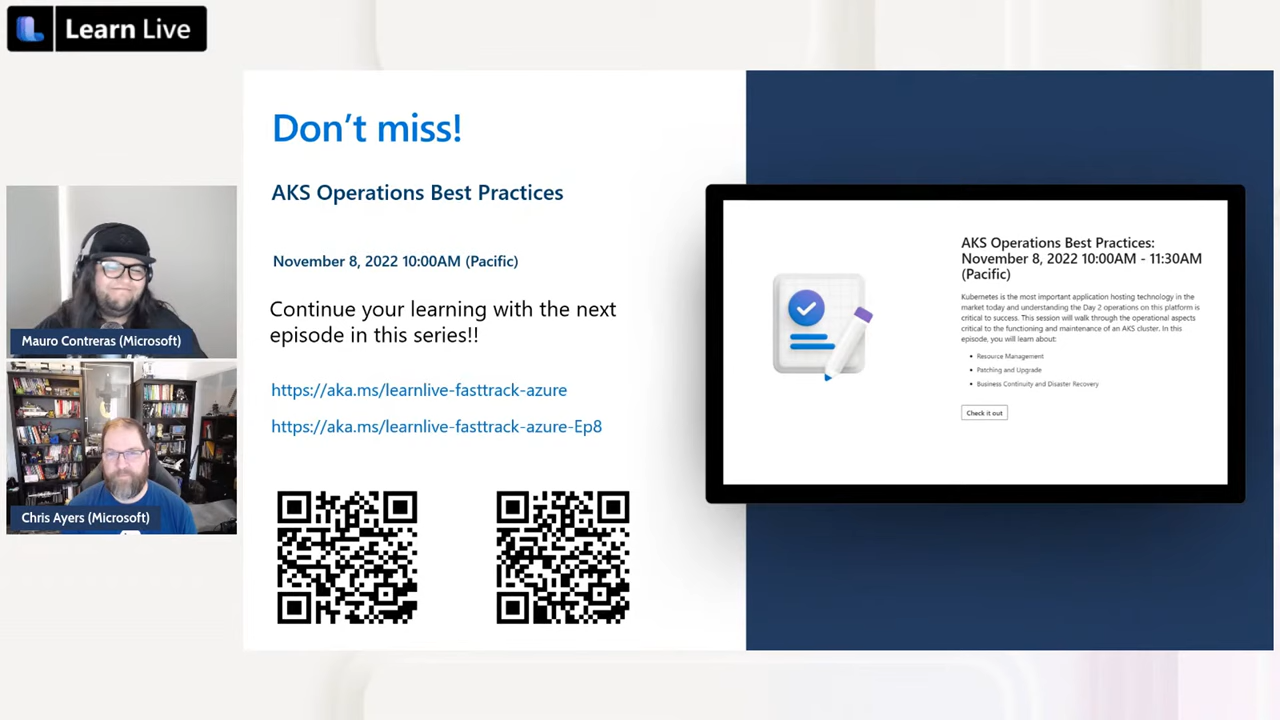 Learn Live
Don't miss!
AKS Operations Best Practices
November 8, 2022 10:00AM (Pacific)
Continue your learning with the next
episode in this series!!
https://aka.ms/learnlive-fasttrack-azure
https://aka.ms/learnlive-fasttrack-azure-Ep8
AKS Operations Best Practices:
November 8, 2022 10:00AM - 11:30AM
(Pacific)
Kubernetes is the most important application hosting technology in the
market today and understanding the Day 2 operations on this platform is
critical to success. This session will walk through the operational aspects
critical to the functioning and maintenance of an AKS cluster. In this
episode, you will learn about:
• Resource Management
• Patching and Upgrade
• Business Continuity and Disaster Recovery
Check it out
Mauro Contreras (Microsoft)
Chris Ayers (Microsoft)